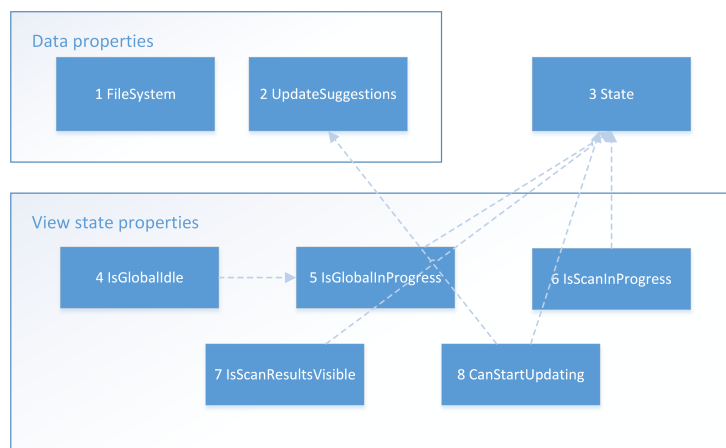 Data properties
1 FileSystem
2 UpdateSuggestions
3 State
View state properties
4 IsGlobalIdle
5 IsGlobalInProgress
6 IsScanInProgress
7 IsScanResultsVisible
8 CanStartUpdating